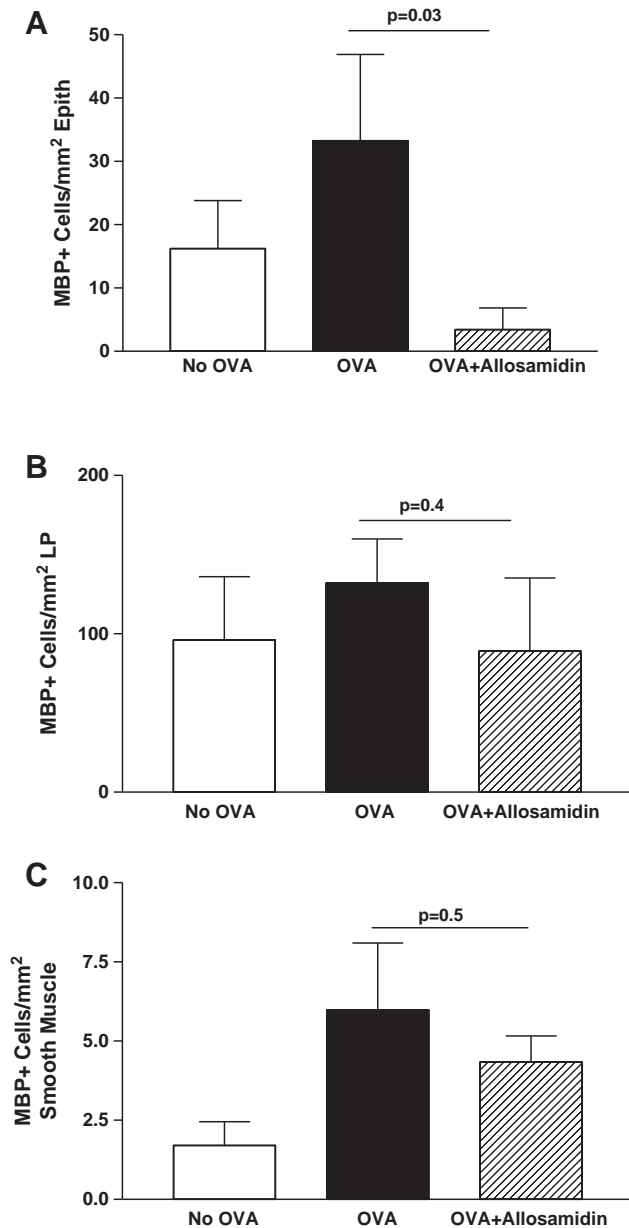 A
p=0.03
50
40
30
20
10
0
MBP+ Cells/mm² Epith
No OVA OVA OVA+Allosamidin
B
p=0.4
200
100
0
MBP+ Cells/mm² LP
No OVA OVA OVA+Allosamidin
C
p=0.5
10.0
7.5
5.0
2.5
0.0
MBP+ Cells/mm²
Smooth Muscle
No OVA OVA OVA+Allosamidin